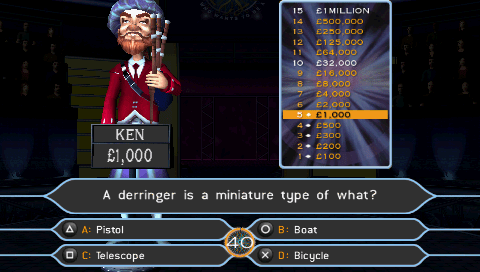 15 £1 MILLION
14 £500,000
13 £250,000
12 £125,000
11 £64,000
10 £32,000
9 £16,000
8 £8,000
7 £4,000
6 £2,000
5 £1,000
4 £500
3 £300
2 £200
1 £100
KEN
£1,000
A derringer is a miniature type of what?
A: Pistol
B: Boat
40
C: Telescope
D: Bicycle